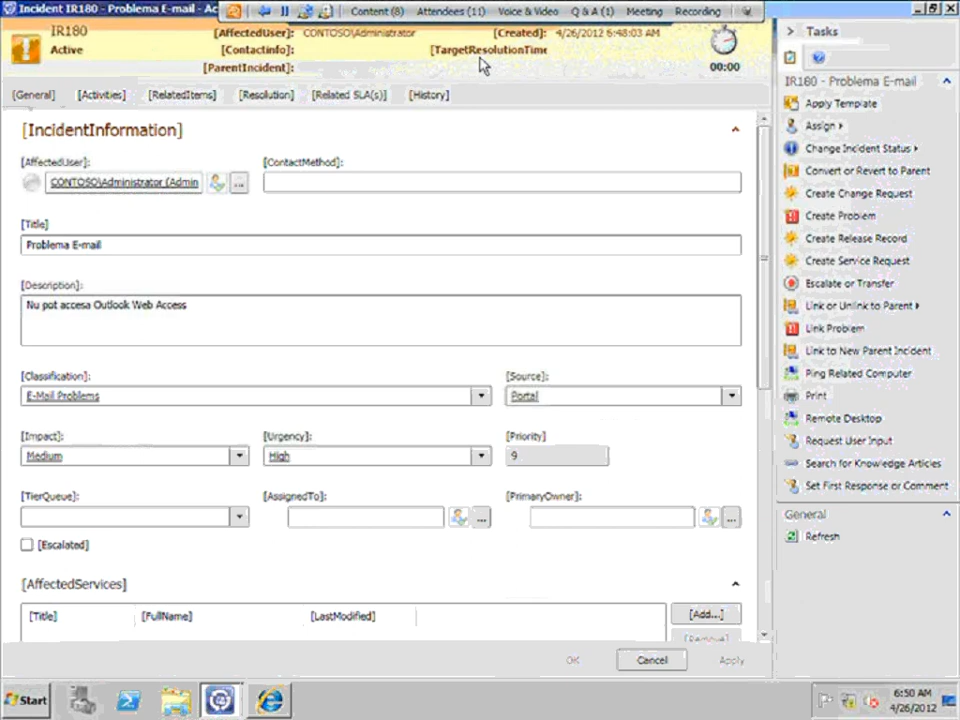 Incident IR180 - Problema E-mail - Ac
Content (8) Attendees (11) Voice & Video Q & A (1) Meeting Recording
IR180 [AffectedUser]: CONTOSO\Administrator [Created]: 4/26/2012 6:48:03 AM
Active [ContactInfo]: [TargetResolutionTime
[ParentIncident]: 00:00
[General] [Activities] [RelatedItems] [Resolution] [Related SLA(s)] [History]
[IncidentInformation]
[AffectedUser]: [ContactMethod]:
CONTOSO\Administrator (Admin ...
[Title]
Problema E-mail
[Description]:
Nu pot accesa Outlook Web Access
[Classification]: [Source]:
E-Mail Problems Portal
[Impact]: [Urgency]: [Priority]
Medium High 9
[TierQueue]: [AssignedTo]: [PrimaryOwner]:
... ...
[Escalated]
[AffectedServices]
[Title] [FullName] [LastModified] [Add...]
[Remove]
OK Cancel Apply
Tasks
IR180 - Problema E-mail
Apply Template
Assign
Change Incident Status
Convert or Revert to Parent
Create Change Request
Create Problem
Create Release Record
Create Service Request
Escalate or Transfer
Link or Unlink to Parent
Link Problem
Link to New Parent Incident
Ping Related Computer
Print
Remote Desktop
Request User Input
Search for Knowledge Articles
Set First Response or Comment
General
Refresh
Start
6:50 AM
4/26/2012